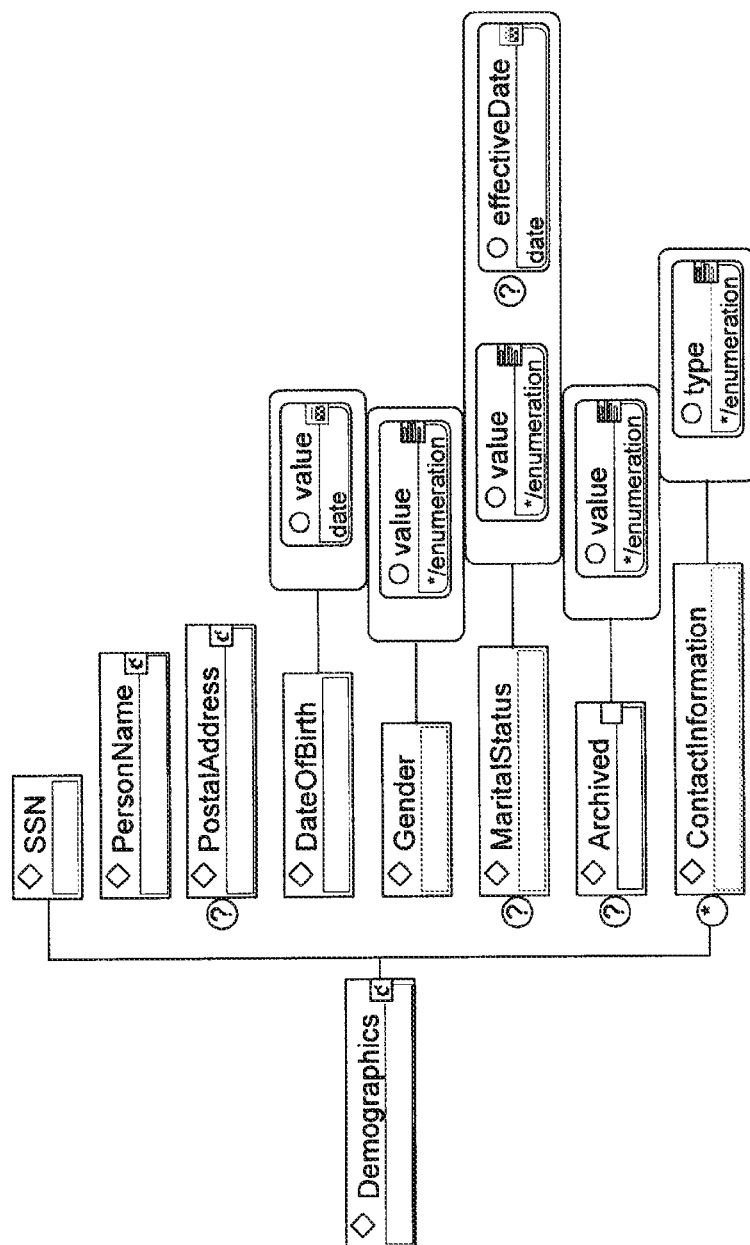 Demographics
SSN
PersonName
PostalAddress
?
DateOfBirth
value
date
Gender
value
*/enumeration
MaritalStatus
?
value
*/enumeration
effectiveDate
?
date
Archived
?
value
*/enumeration
ContactInformation
*
type
*/enumeration